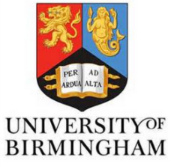 PER AD
ARDUA ALTA
UNIVERSITY OF
BIRMINGHAM